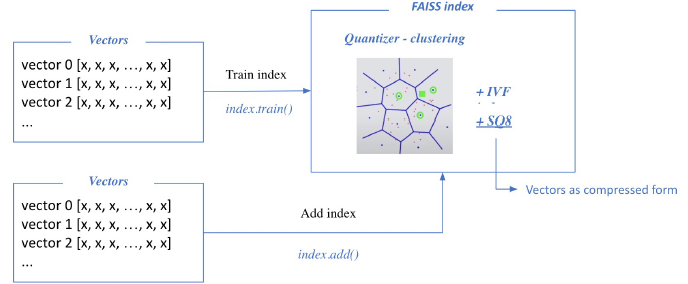 FAISS index
Vectors
Quantizer - clustering
vector 0 [x, x, x, ..., x, x]
vector 1 [x, x, x, ..., x, x]
vector 2 [x, x, x, ..., x, x]
...
Train index
index.train()
+ IVF
+ SQ8
Vectors as compressed form
Vectors
vector 0 [x, x, x, ..., x, x]
vector 1 [x, x, x, ..., x, x]
vector 2 [x, x, x, ..., x, x]
...
Add index
index.add()